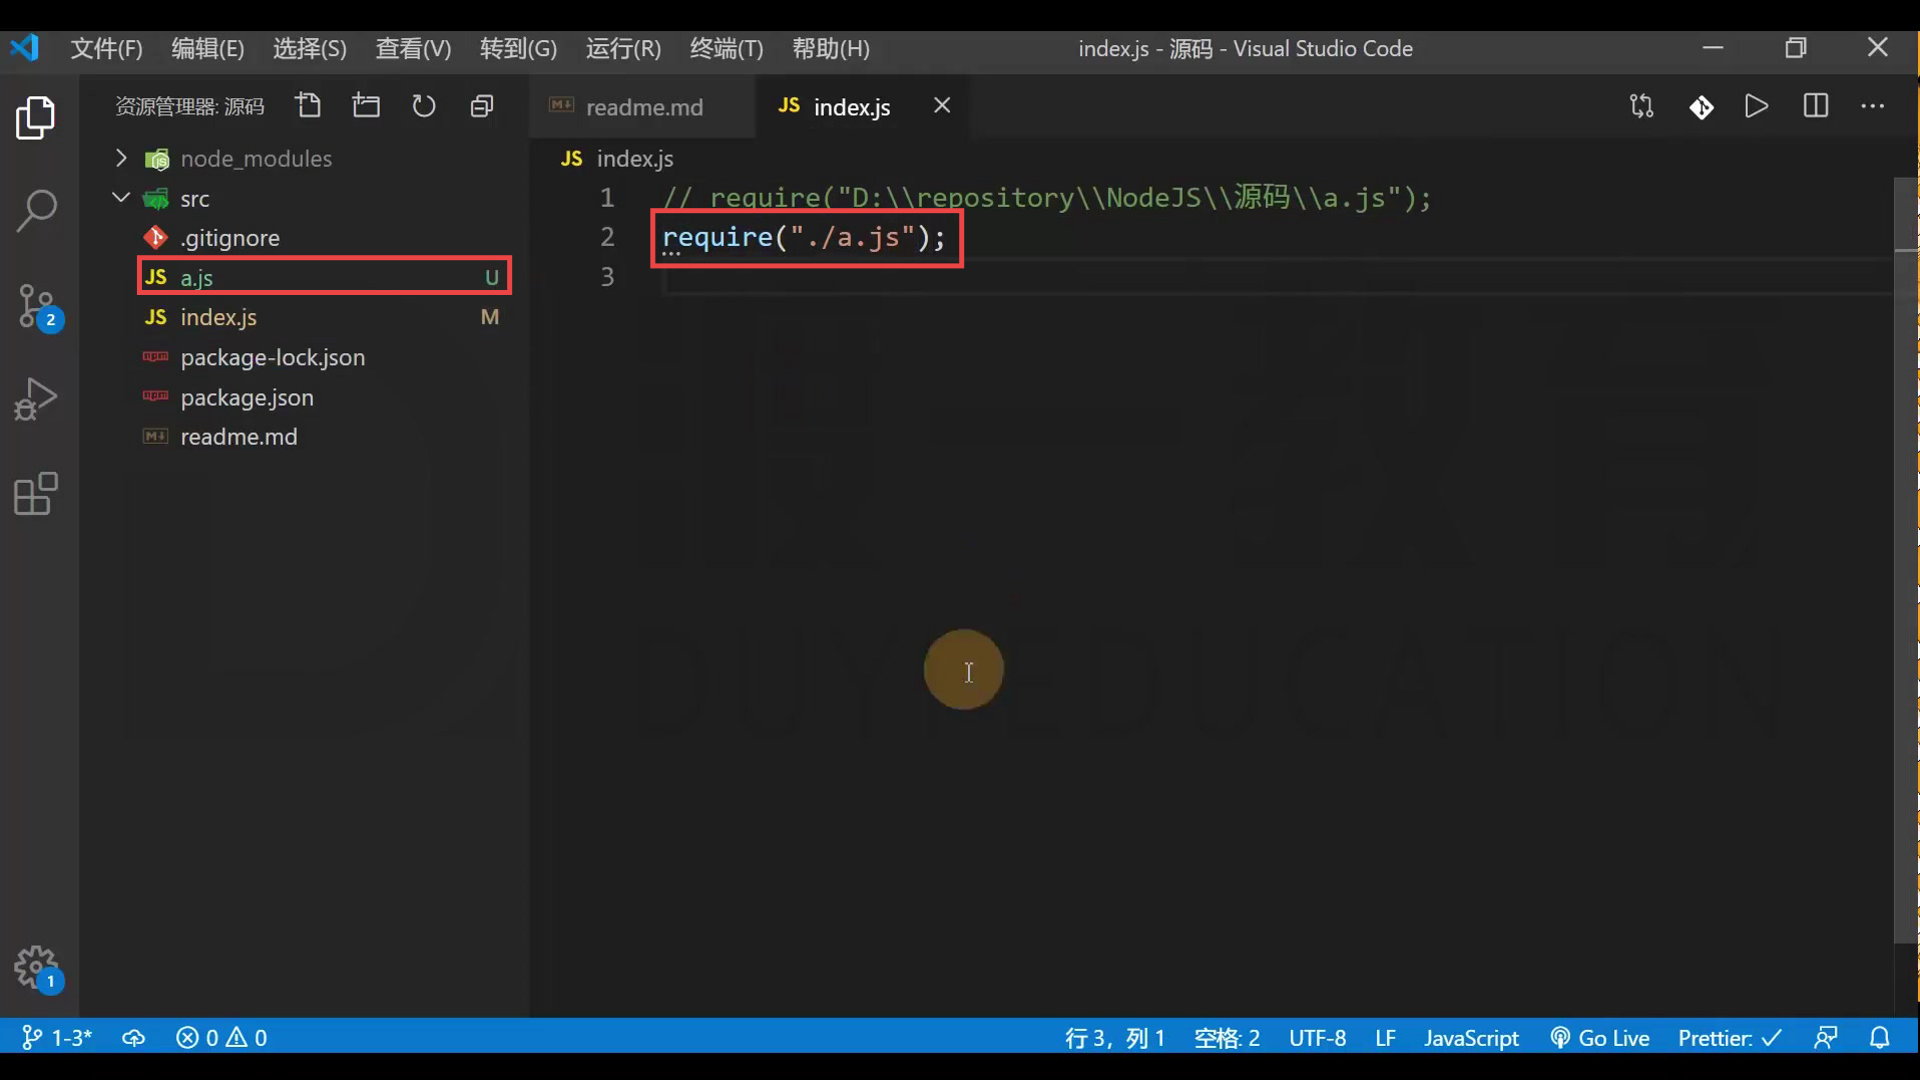 文件(F) 编辑(E) 选择(S) 查看(V) 转到(G) 运行(R) 终端(T) 帮助(H) index.js - 源码 - Visual Studio Code
资源管理器: 源码
node_modules
src
.gitignore
JS a.js U
JS index.js M
package-lock.json
package.json
readme.md
readme.md JS index.js
JS index.js
1 // require("D:\\repository\\NodeJS\\源码\\a.js");
2 require("./a.js");
3
DUYI EDUCATION
2
1
1-3* 0 0 行 3，列 1 空格: 2 UTF-8 LF JavaScript Go Live Prettier: ✓